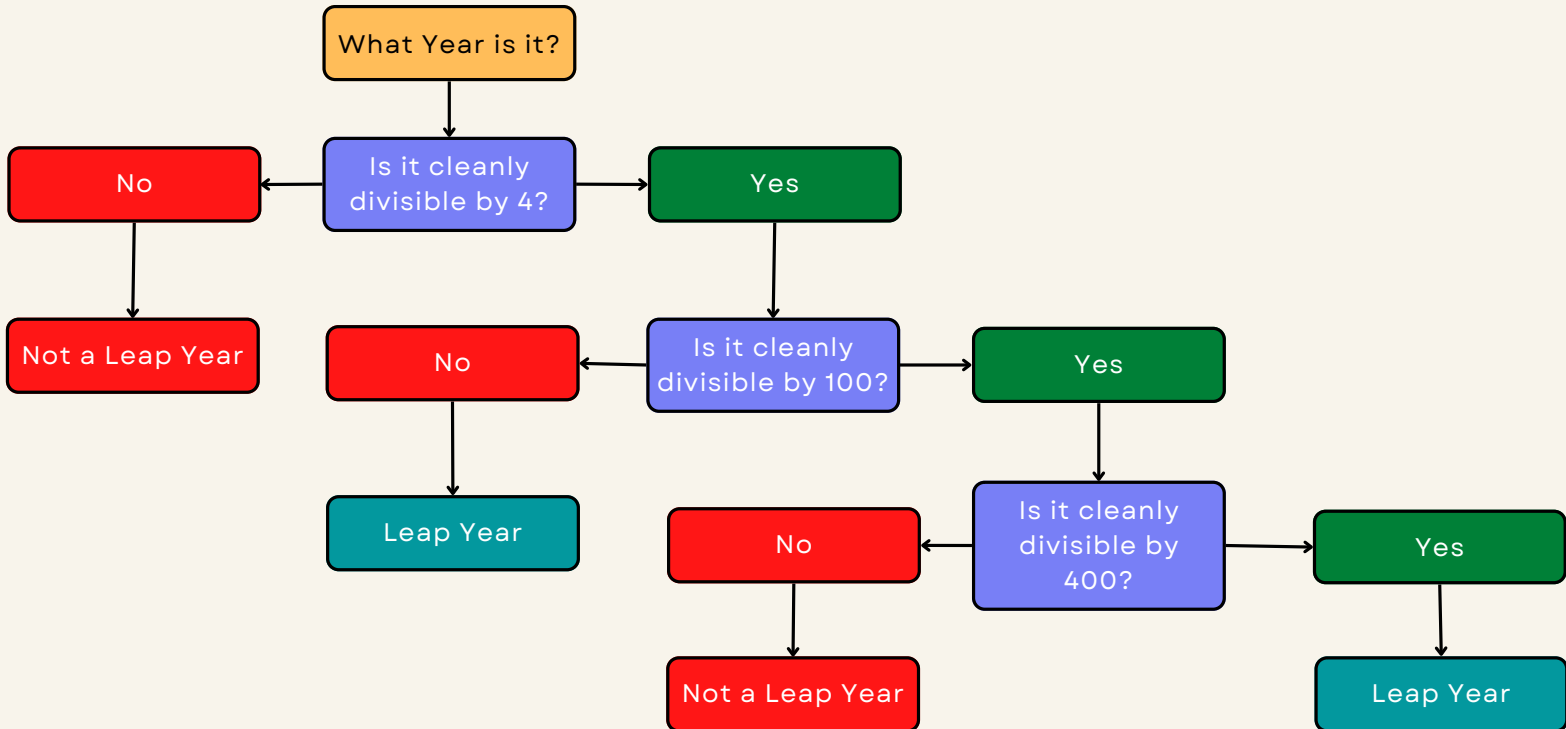 What Year is it?
No
Is it cleanly
divisible by 4?
Yes
Not a Leap Year
No
Is it cleanly
divisible by 100?
Yes
Leap Year
No
Is it cleanly
divisible by
400?
Yes
Not a Leap Year
Leap Year